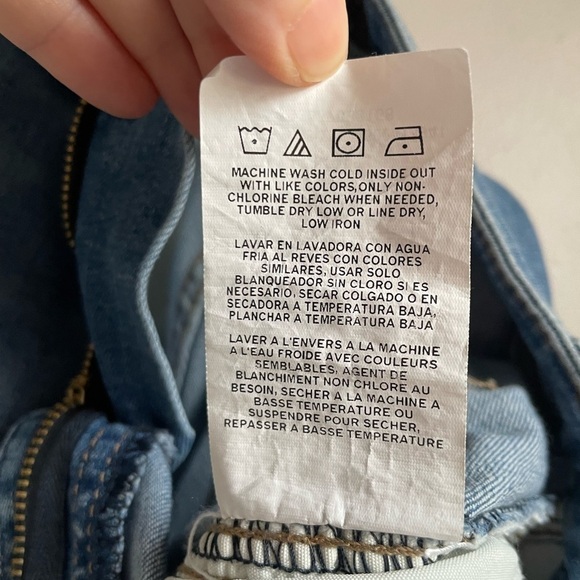 MACHINE WASH COLD INSIDE OUT
WITH LIKE COLORS,ONLY NON-
CHLORINE BLEACH WHEN NEEDED,
TUMBLE DRY LOW OR LINE DRY,
LOW IRON
LAVAR EN LAVADORA CON AGUA
FRIA AL REVES CON COLORES
SIMILARES, USAR SOLO
BLANQUEADOR SIN CLORO SI ES
NECESARIO, SECAR COLGADO O EN
SECADORA A TEMPERATURA BAJA,
PLANCHAR A TEMPERATURA BAJA
LAVER A L'ENVERS A LA MACHINE
A L'EAU FROIDE AVEC COULEURS
SEMBLABLES, AGENT DE
BLANCHIMENT NON CHLORE AU
BESOIN, SECHER A LA MACHINE A
BASSE TEMPERATURE OU
SUSPENDRE POUR SECHER,
REPASSER A BASSE TEMPERATURE